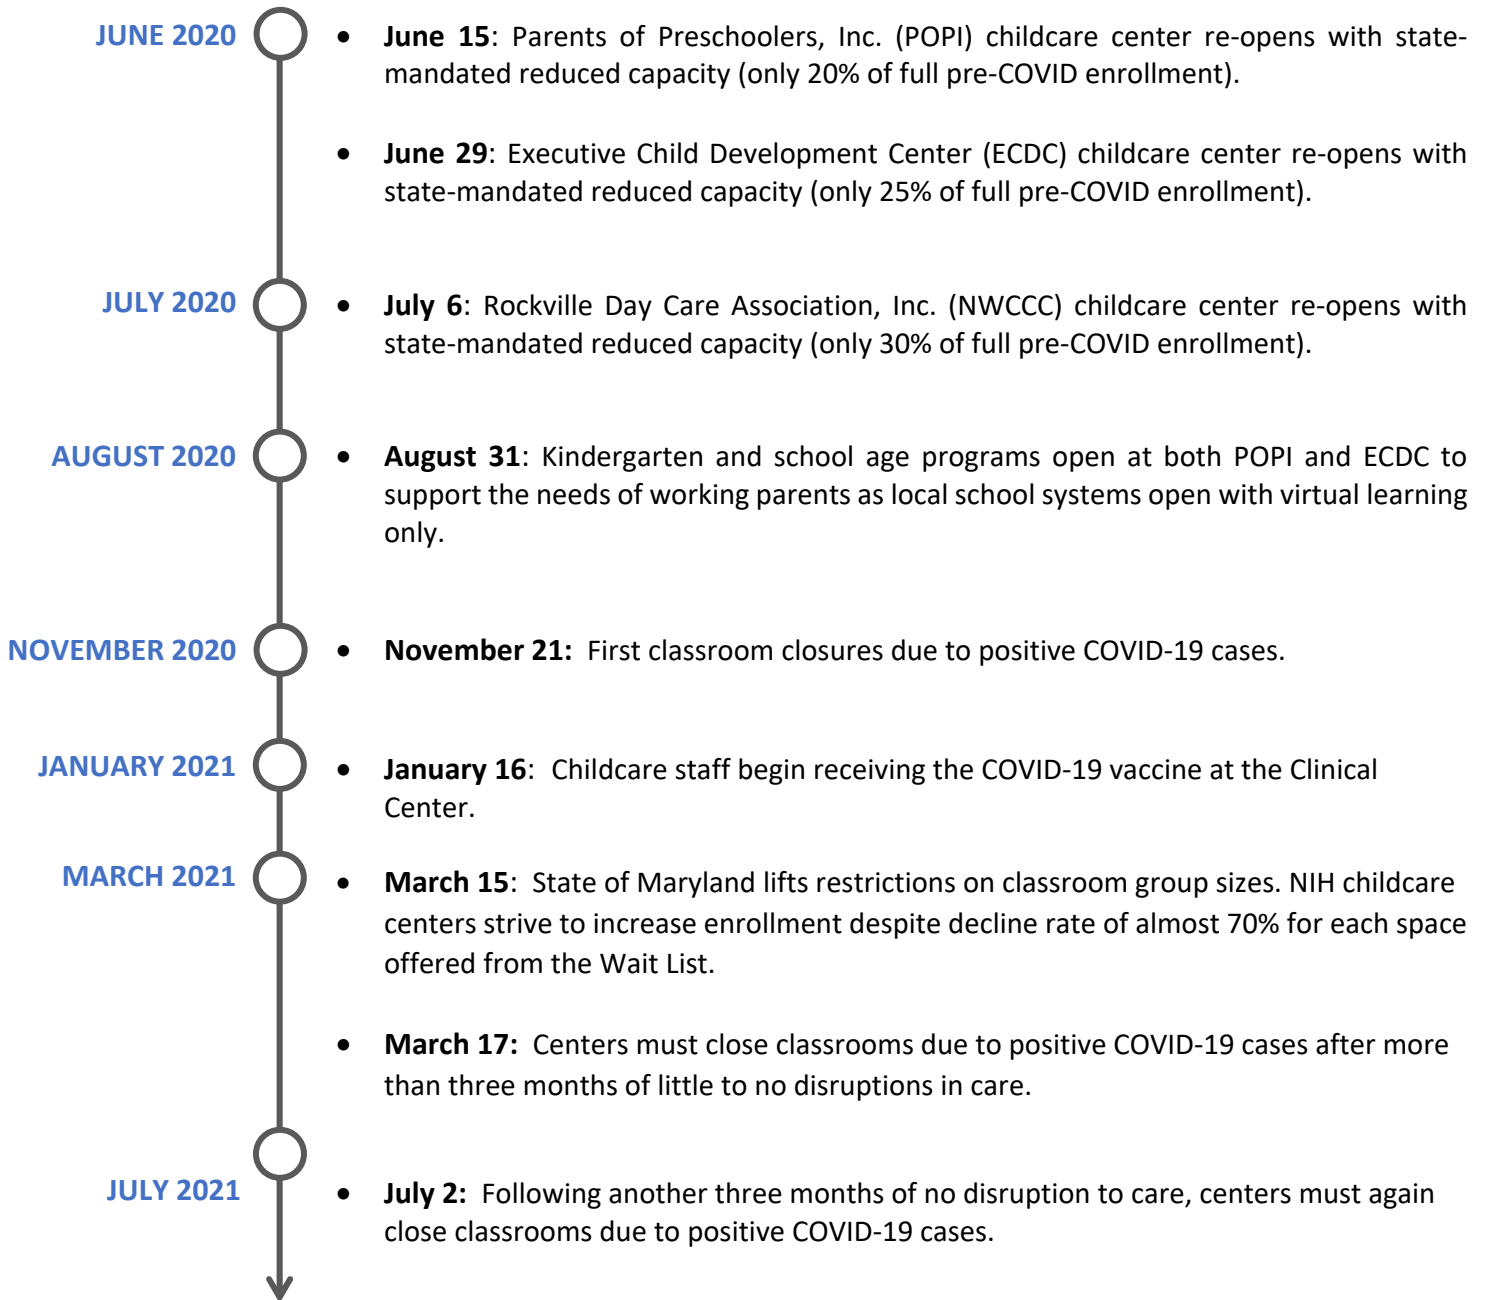 JUNE 2020
• June 15: Parents of Preschoolers, Inc. (POPI) childcare center re-opens with state-
mandated reduced capacity (only 20% of full pre-COVID enrollment).
• June 29: Executive Child Development Center (ECDC) childcare center re-opens with
state-mandated reduced capacity (only 25% of full pre-COVID enrollment).
JULY 2020
• July 6: Rockville Day Care Association, Inc. (NWCCC) childcare center re-opens with
state-mandated reduced capacity (only 30% of full pre-COVID enrollment).
AUGUST 2020
• August 31: Kindergarten and school age programs open at both POPI and ECDC to
support the needs of working parents as local school systems open with virtual learning
only.
NOVEMBER 2020
• November 21: First classroom closures due to positive COVID-19 cases.
JANUARY 2021
• January 16: Childcare staff begin receiving the COVID-19 vaccine at the Clinical
Center.
MARCH 2021
• March 15: State of Maryland lifts restrictions on classroom group sizes. NIH childcare
centers strive to increase enrollment despite decline rate of almost 70% for each space
offered from the Wait List.
• March 17: Centers must close classrooms due to positive COVID-19 cases after more
than three months of little to no disruptions in care.
JULY 2021
• July 2: Following another three months of no disruption to care, centers must again
close classrooms due to positive COVID-19 cases.